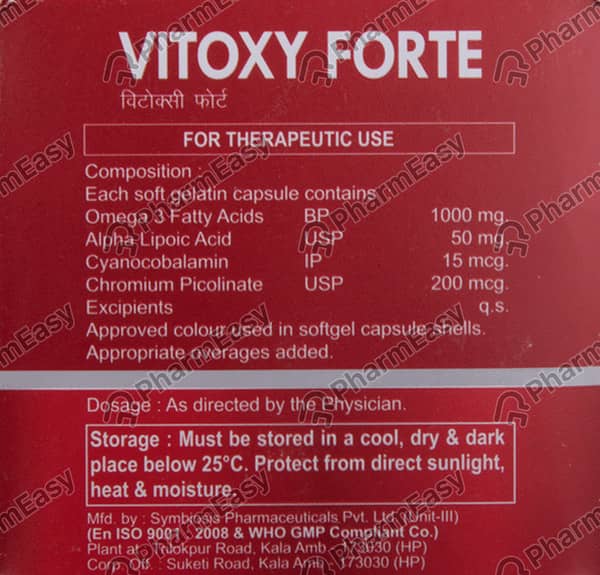 VITOXY FORTE
विटोक्सी फोर्ट
FOR THERAPEUTIC USE
Composition :
Each soft gelatin capsule contains
Omega 3 Fatty Acids BP 1000 mg.
Alpha Lipoic Acid USP 50 mg.
Cyanocobalamin IP 15 mcg.
Chromium Picolinate USP 200 mcg.
Excipients q.s.
Approved colour used in softgel capsule shells.
Appropriate overages added.
Dosage : As directed by the Physician.
Storage : Must be stored in a cool, dry & dark
place below 25°C. Protect from direct sunlight,
heat & moisture.
Mfd. by : Symbiosis Pharmaceuticals Pvt. Ltd. (Unit-III)
(En ISO 9001 : 2008 & WHO GMP Compliant Co.)
Plant at : Trilokpur Road, Kala Amb - 173030 (HP)
Corp. Off. : Suketi Road, Kala Amb - 173030 (HP)
PharmEasy